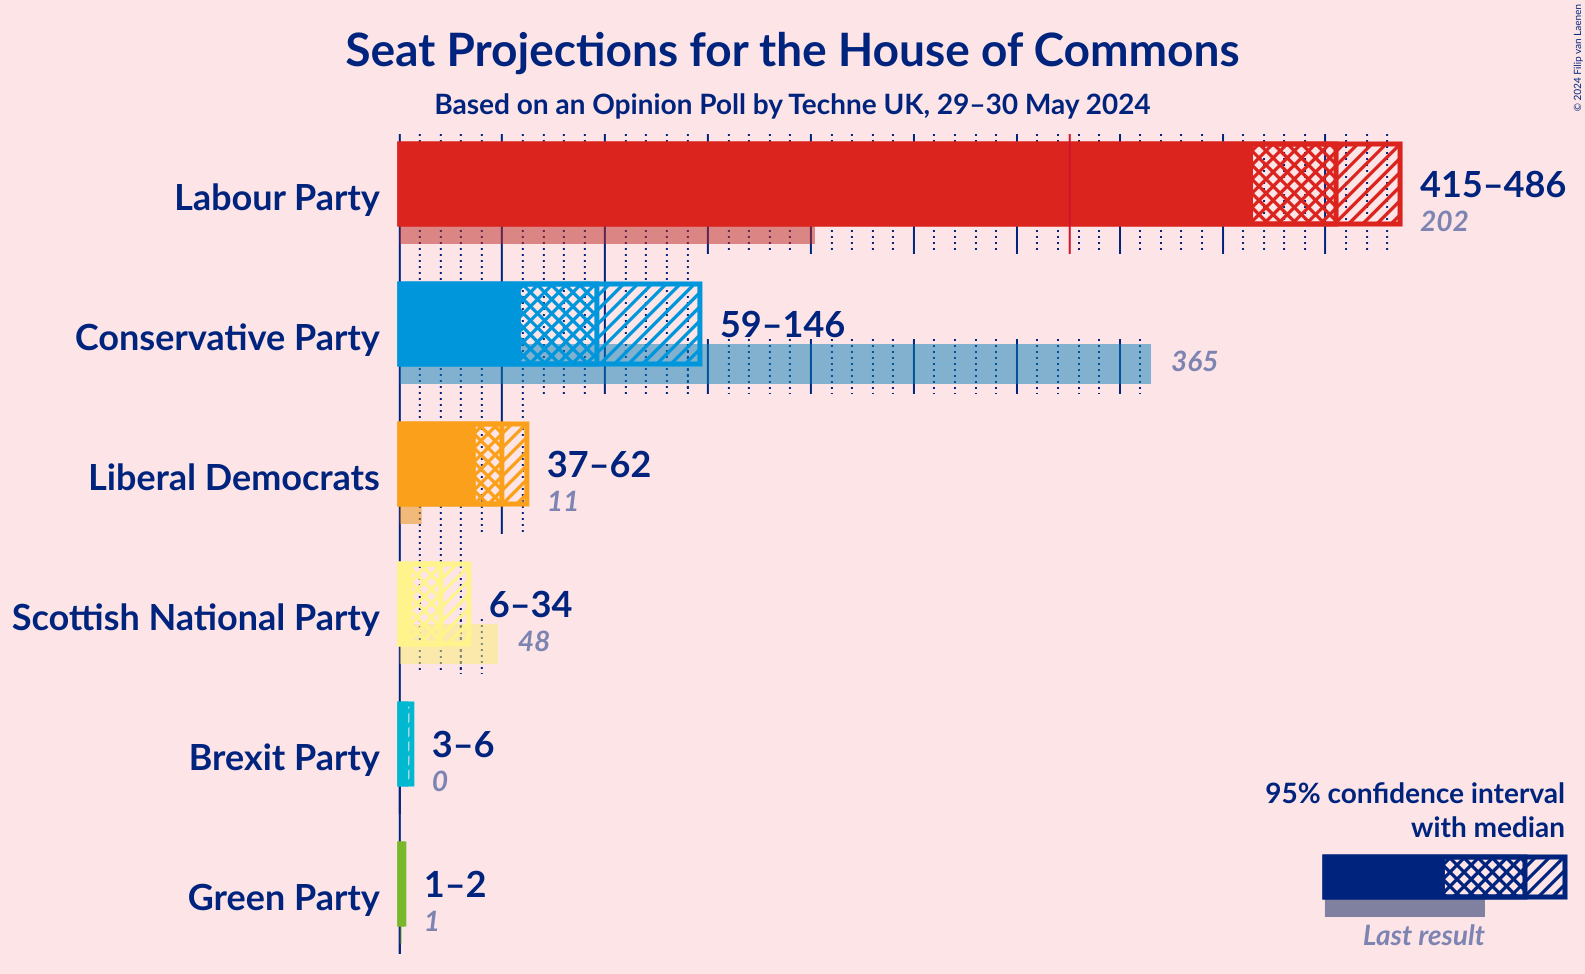 Seat Projections for the House of Commons
Based on an Opinion Poll by Techne UK, 29–30 May 2024
© 2024 Filip van Laenen
Labour Party
415–486
202
Conservative Party
59–146
365
Liberal Democrats
37–62
11
Scottish National Party
6–34
48
Brexit Party
3–6
0
Green Party
1–2
1
95% confidence interval
with median
Last result